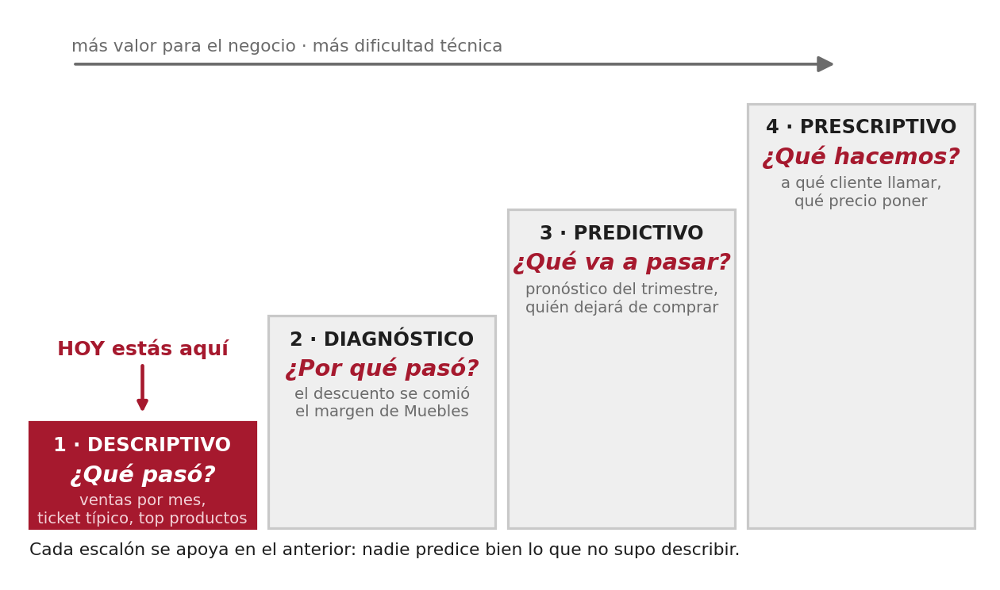 más valor para el negocio · más dificultad técnica
4 · PRESCRIPTIVO
¿Qué hacemos?
a qué cliente llamar,
qué precio poner
3 · PREDICTIVO
¿Qué va a pasar?
pronóstico del trimestre,
quién dejará de comprar
2 · DIAGNÓSTICO
¿Por qué pasó?
el descuento se comió
el margen de Muebles
HOY estás aquí
1 · DESCRIPTIVO
¿Qué pasó?
ventas por mes,
ticket típico, top productos
Cada escalón se apoya en el anterior: nadie predice bien lo que no supo describir.